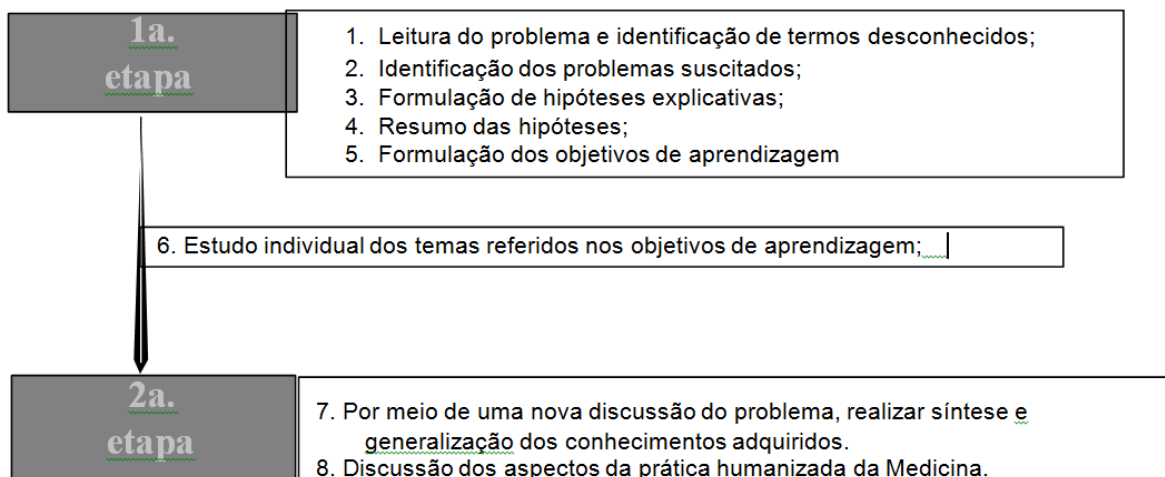 1a.
etapa
1. Leitura do problema e identificação de termos desconhecidos;
2. Identificação dos problemas suscitados;
3. Formulação de hipóteses explicativas;
4. Resumo das hipóteses;
5. Formulação dos objetivos de aprendizagem
6. Estudo individual dos temas referidos nos objetivos de aprendizagem;
2a.
etapa
7. Por meio de uma nova discussão do problema, realizar síntese e
generalização dos conhecimentos adquiridos.
8. Discussão dos aspectos da prática humanizada da Medicina.